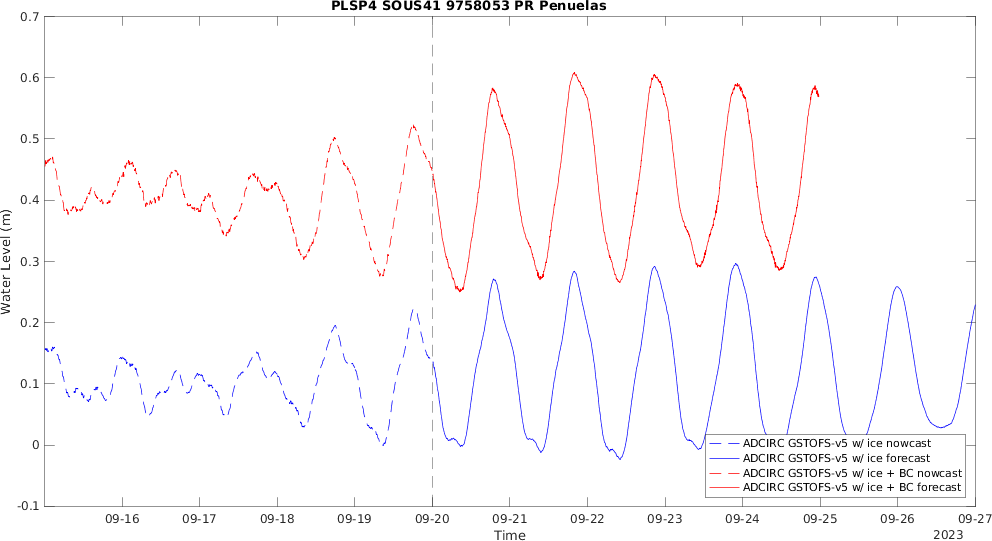 PLSP4 SOUS41 9758053 PR Penuelas
0.7
0.6
0.5
0.4
0.3
0.2
0.1
0
-0.1
Water Level (m)
09-16 09-17 09-18 09-19 09-20 09-21 09-22 09-23 09-24 09-25 09-26 09-27
Time
2023
ADCIRC GSTOFS-v5 w/ ice nowcast
ADCIRC GSTOFS-v5 w/ ice forecast
ADCIRC GSTOFS-v5 w/ ice + BC nowcast
ADCIRC GSTOFS-v5 w/ ice + BC forecast